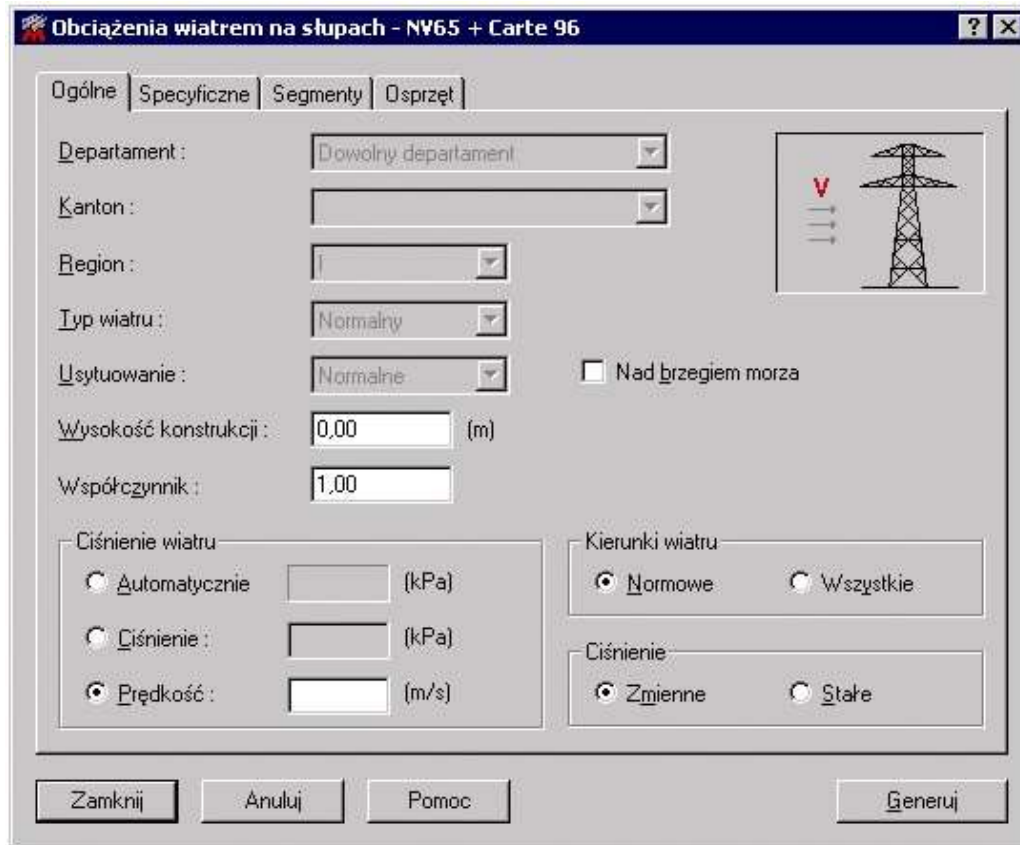 Obciążenia wiatrem na słupach - NV65 + Carte 96
Ogólne Specyficzne Segmenty Osprzęt
Departament : Dowolny departament
Kanton :
V
Region : I
Typ wiatru : Normalny
Usytuowanie : Normalne Nad brzegiem morza
Wysokość konstrukcji : 0,00 (m)
Współczynnik : 1,00
Ciśnienie wiatru
Automatycznie (kPa)
Ciśnienie : (kPa)
Prędkość : (m/s)
Kierunki wiatru
Normowe Wszystkie
Ciśnienie
Zmienne Stałe
Zamknij Anuluj Pomoc Generuj